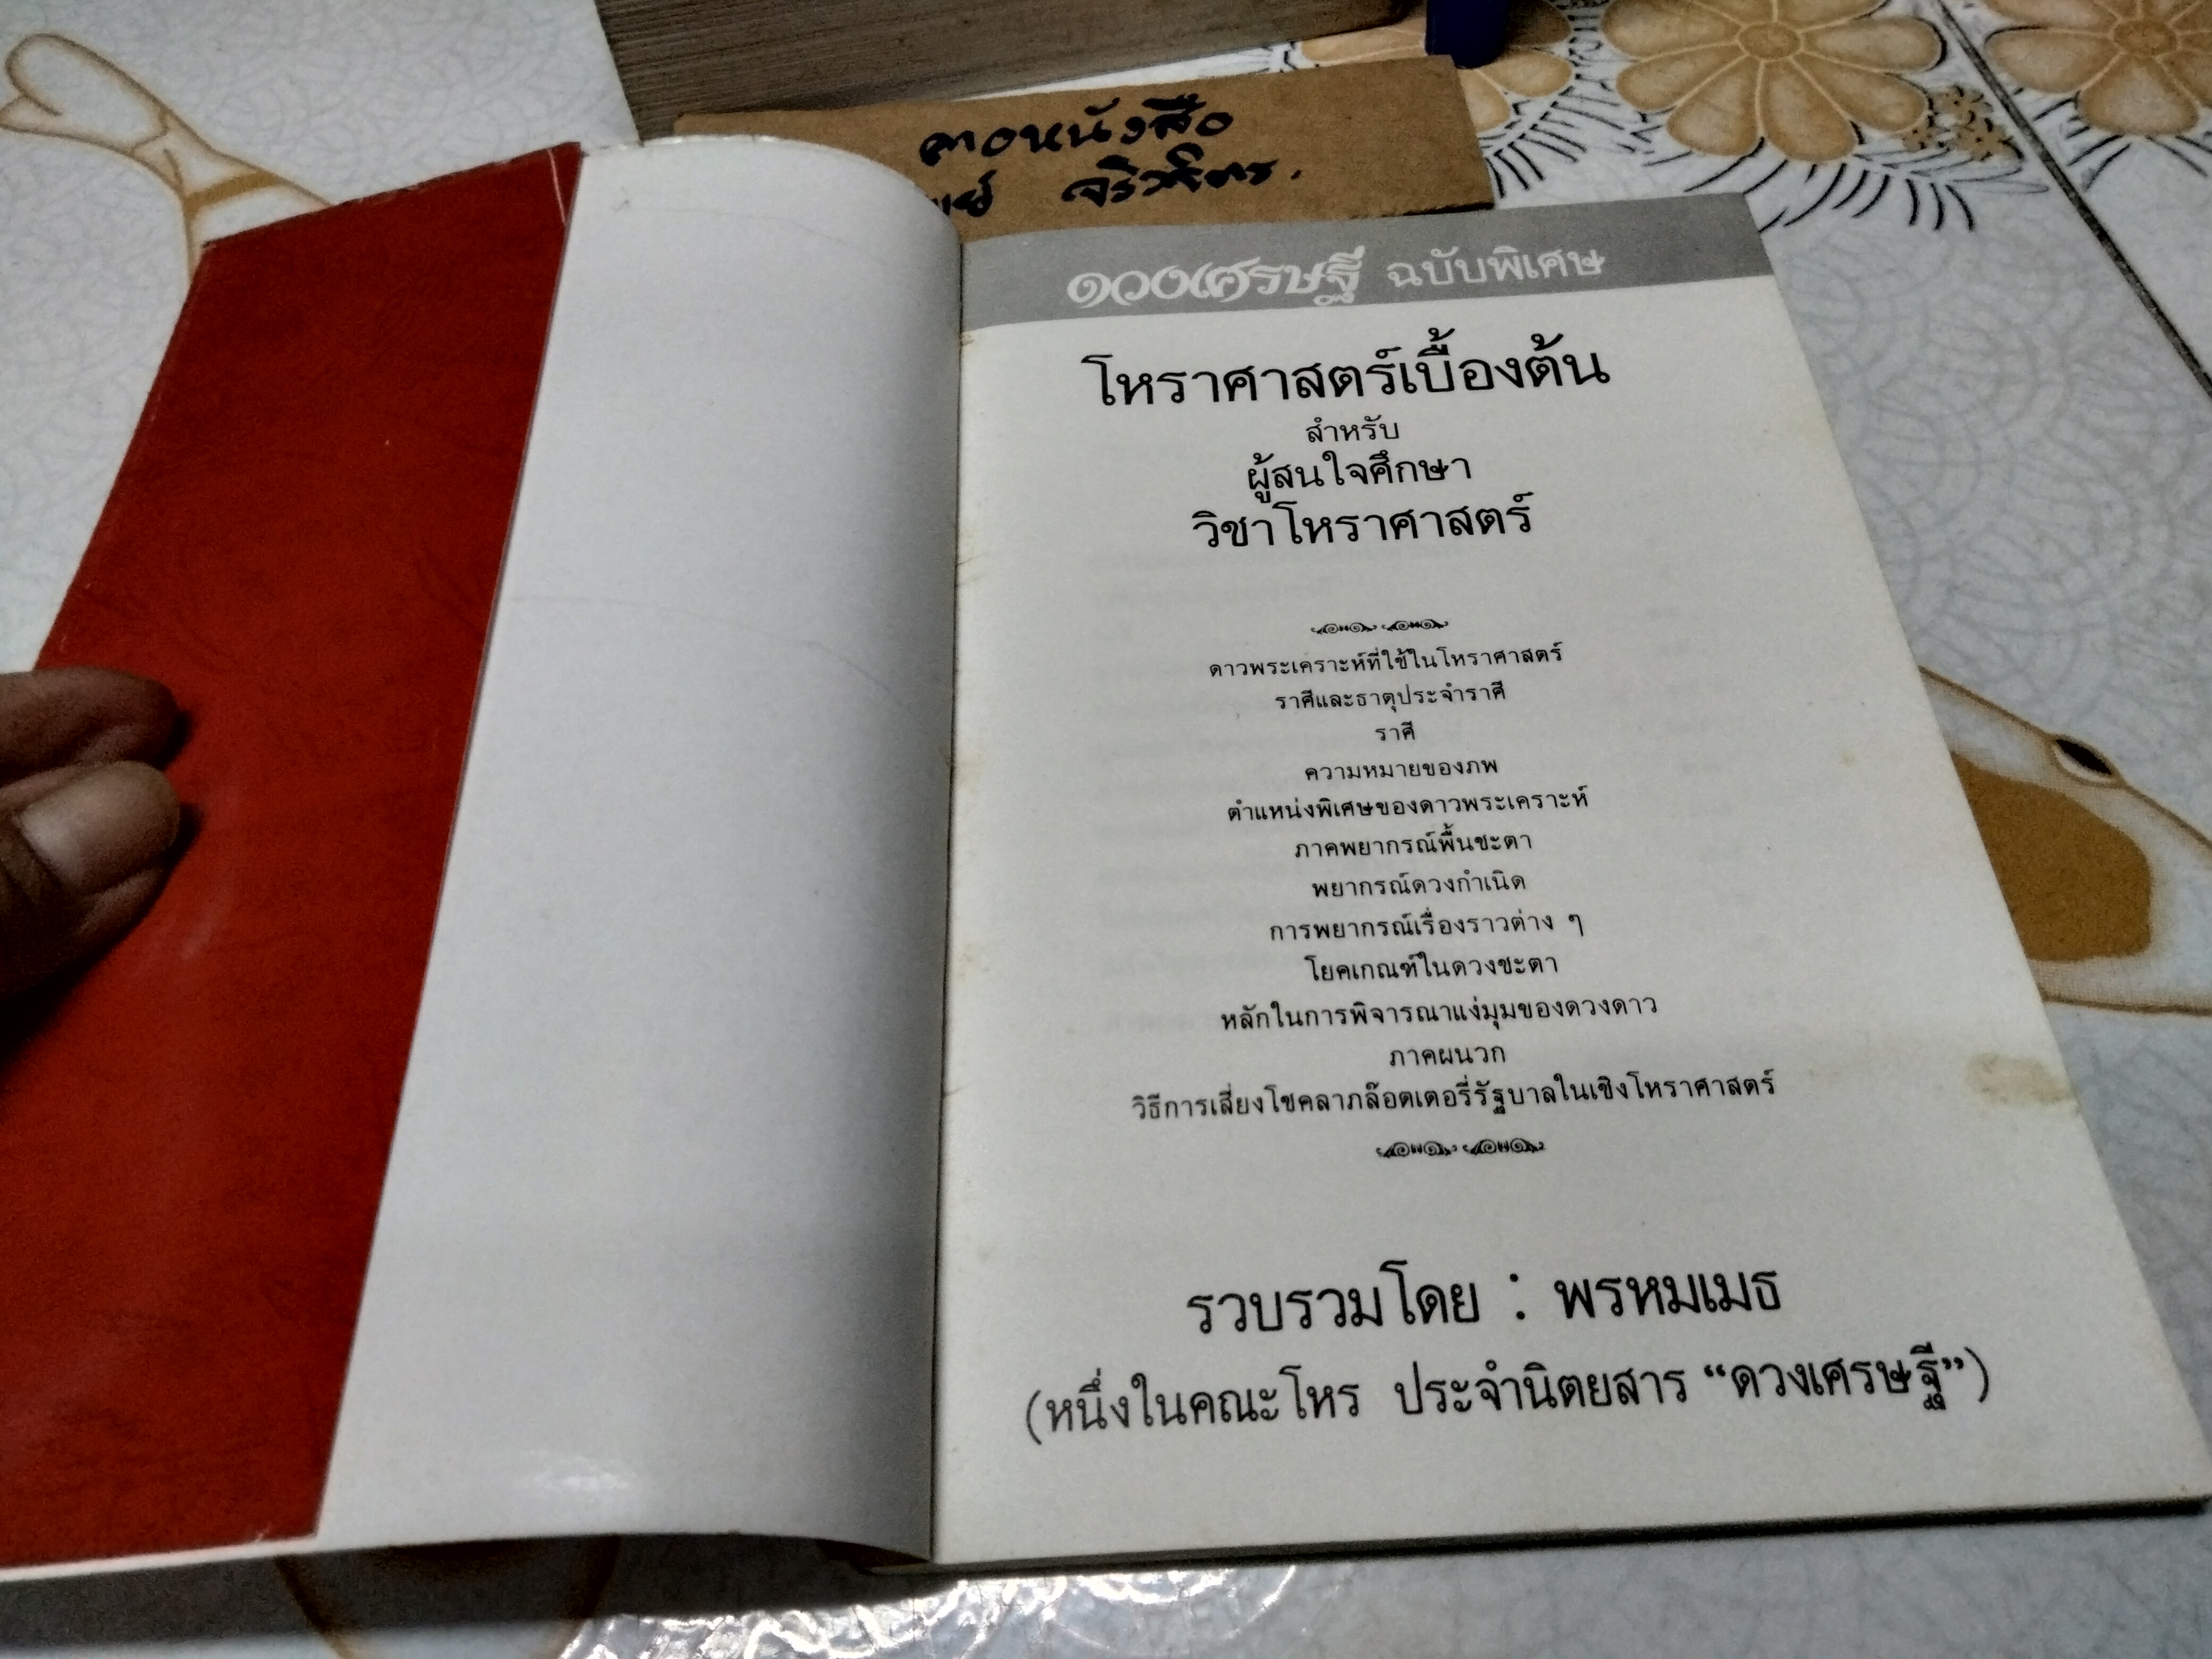 ดวงเศรษฐี ฉบับพิเศษ
โหราศาสตร์เบื้องต้น
สำหรับ
ผู้สนใจศึกษา
วิชาโหราศาสตร์
ดาวพระเคราะห์ที่ใช้ในโหราศาสตร์
ราศีและธาตุประจำราศี
ราศี
ความหมายของภพ
ตำแหน่งพิเศษของดาวพระเคราะห์
ภาคพยากรณ์พื้นชะตา
พยากรณ์ดวงกำเนิด
การพยากรณ์เรื่องราวต่าง ๆ
โยคเกณฑ์ในดวงชะตา
หลักในการพิจารณาแง่มุมของดวงดาว
ภาคผนวก
วิธีการเสี่ยงโชคลาภล๊อตเตอรี่รัฐบาลในเชิงโหราศาสตร์
รวบรวมโดย : พรหมเมธ
(หนึ่งในคณะโหร ประจำนิตยสาร “ดวงเศรษฐี”)